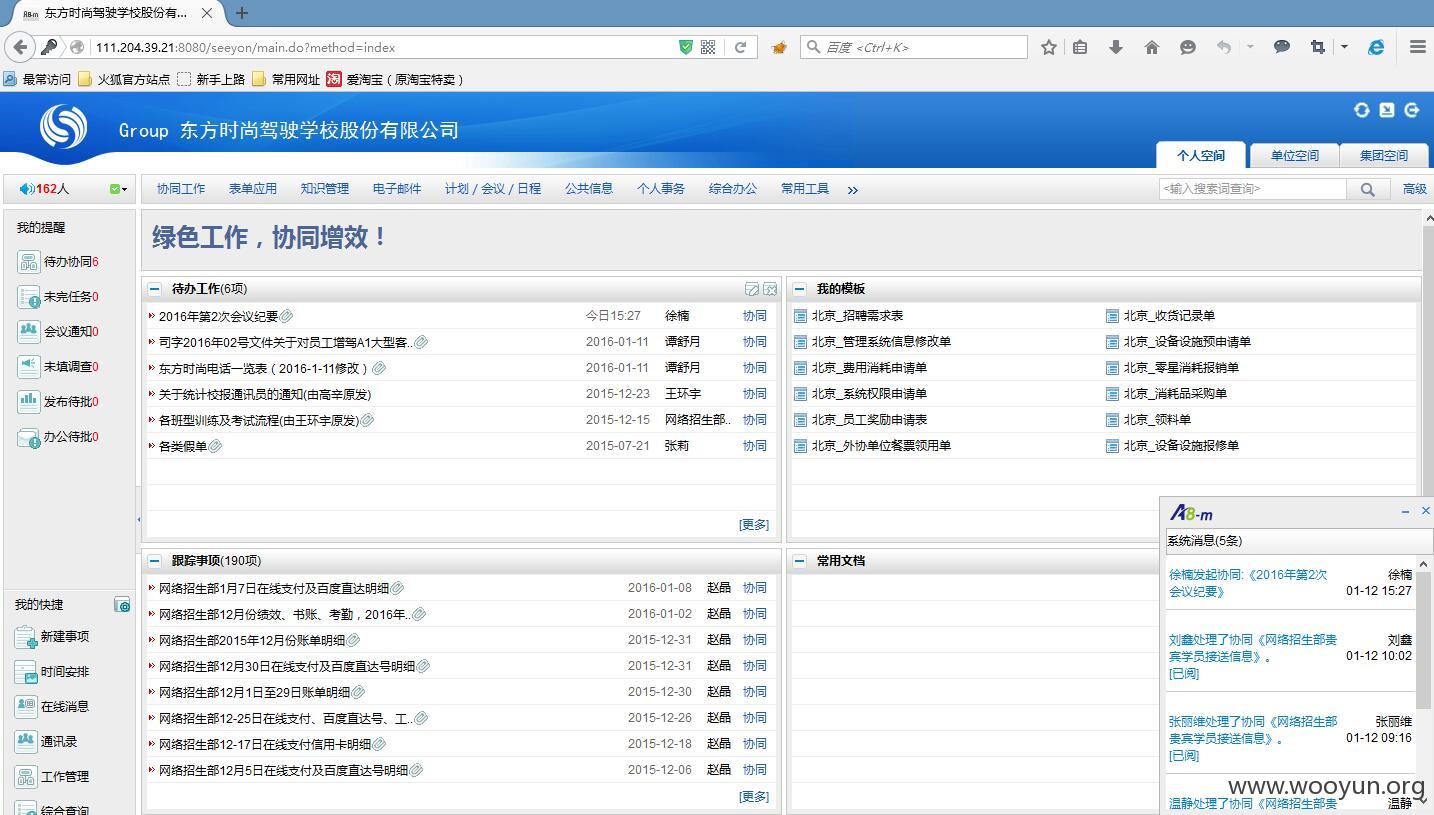 A8-m 东方时尚驾驶学校股份有...
111.204.39.21:8080/seeyon/main.do?method=index
百度 <Ctrl+K>
最常访问 火狐官方站点 新手上路 常用网址 淘 爱淘宝（原淘宝特卖）
Group 东方时尚驾驶学校股份有限公司
个人空间 单位空间 集团空间
162人
协同工作 表单应用 知识管理 电子邮件 计划 / 会议 / 日程 公共信息 个人事务 综合办公 常用工具 »
<输入搜索词查询>
高级
我的提醒
待办协同6
未完任务0
会议通知0
未填调查0
发布待批0
办公待批0
我的快捷
新建事项
时间安排
在线消息
通讯录
工作管理
综合查询
绿色工作，协同增效！
待办工作(6项)
2016年第2次会议纪要 今日15:27 徐楠 协同
司字2016年02号文件关于对员工增驾A1大型客.. 2016-01-11 谭舒月 协同
东方时尚电话一览表（2016-1-11修改） 2016-01-11 谭舒月 协同
关于统计校报通讯员的通知(由高辛原发) 2015-12-23 王环宇 协同
各班型训练及考试流程(由王环宇原发) 2015-12-15 网络招生部.. 协同
各类假单 2015-07-21 张莉 协同
[更多]
我的模板
北京_招聘需求表 北京_收货记录单
北京_管理系统信息修改单 北京_设备设施预申请单
北京_费用消耗申请单 北京_零星消耗报销单
北京_系统权限申请单 北京_消耗品采购单
北京_员工奖励申请表 北京_领料单
北京_外协单位餐票领用单 北京_设备设施报修单
跟踪事项(190项)
网络招生部1月7日在线支付及百度直达明细 2016-01-08 赵晶 协同
网络招生部12月份绩效、书账、考勤，2016年.. 2016-01-02 赵晶 协同
网络招生部2015年12月份账单明细 2015-12-31 赵晶 协同
网络招生部12月30日在线支付及百度直达号明细 2015-12-31 赵晶 协同
网络招生部12月1日至29日账单明细 2015-12-30 赵晶 协同
网络招生部12-25日在线支付、百度直达号、工.. 2015-12-26 赵晶 协同
网络招生部12-17日在线支付信用卡明细 2015-12-18 赵晶 协同
网络招生部12月5日在线支付及百度直达号明细 2015-12-06 赵晶 协同
[更多]
常用文档
A8-m
系统消息(5条)
徐楠发起协同:《2016年第2次会议纪要》 徐楠
01-12 15:27
刘鑫处理了协同《网络招生部贵宾学员接送信息》。 刘鑫
01-12 10:02
[已阅]
张丽维处理了协同《网络招生部贵宾学员接送信息》。 张丽维
01-12 09:16
[已阅]
温静处理了协同《网络招生部贵 温静
www.wooyun.org